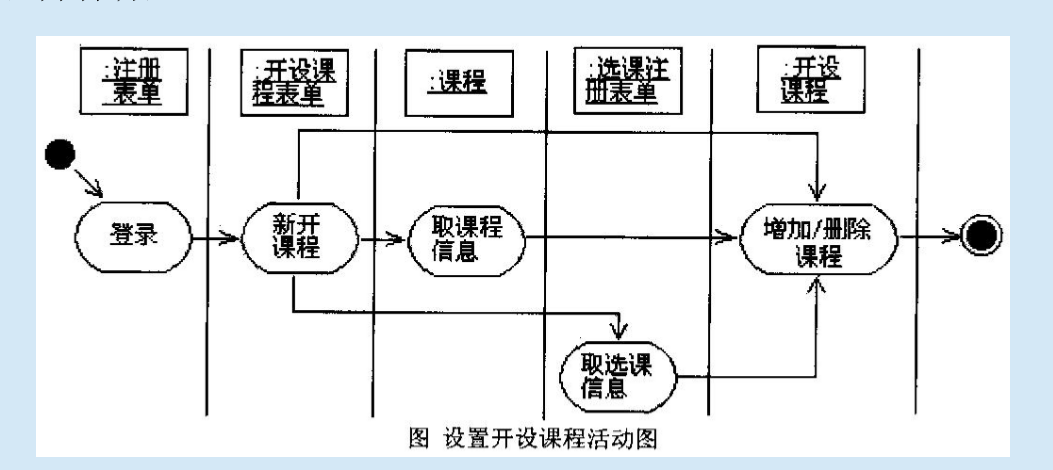 :注册
表单
:开设课
程表单
:课程
:选课注
册表单
:开设
课程
登录
新开
课程
取课程
信息
增加/册除
课程
取选课
信息
图 设置开设课程活动图